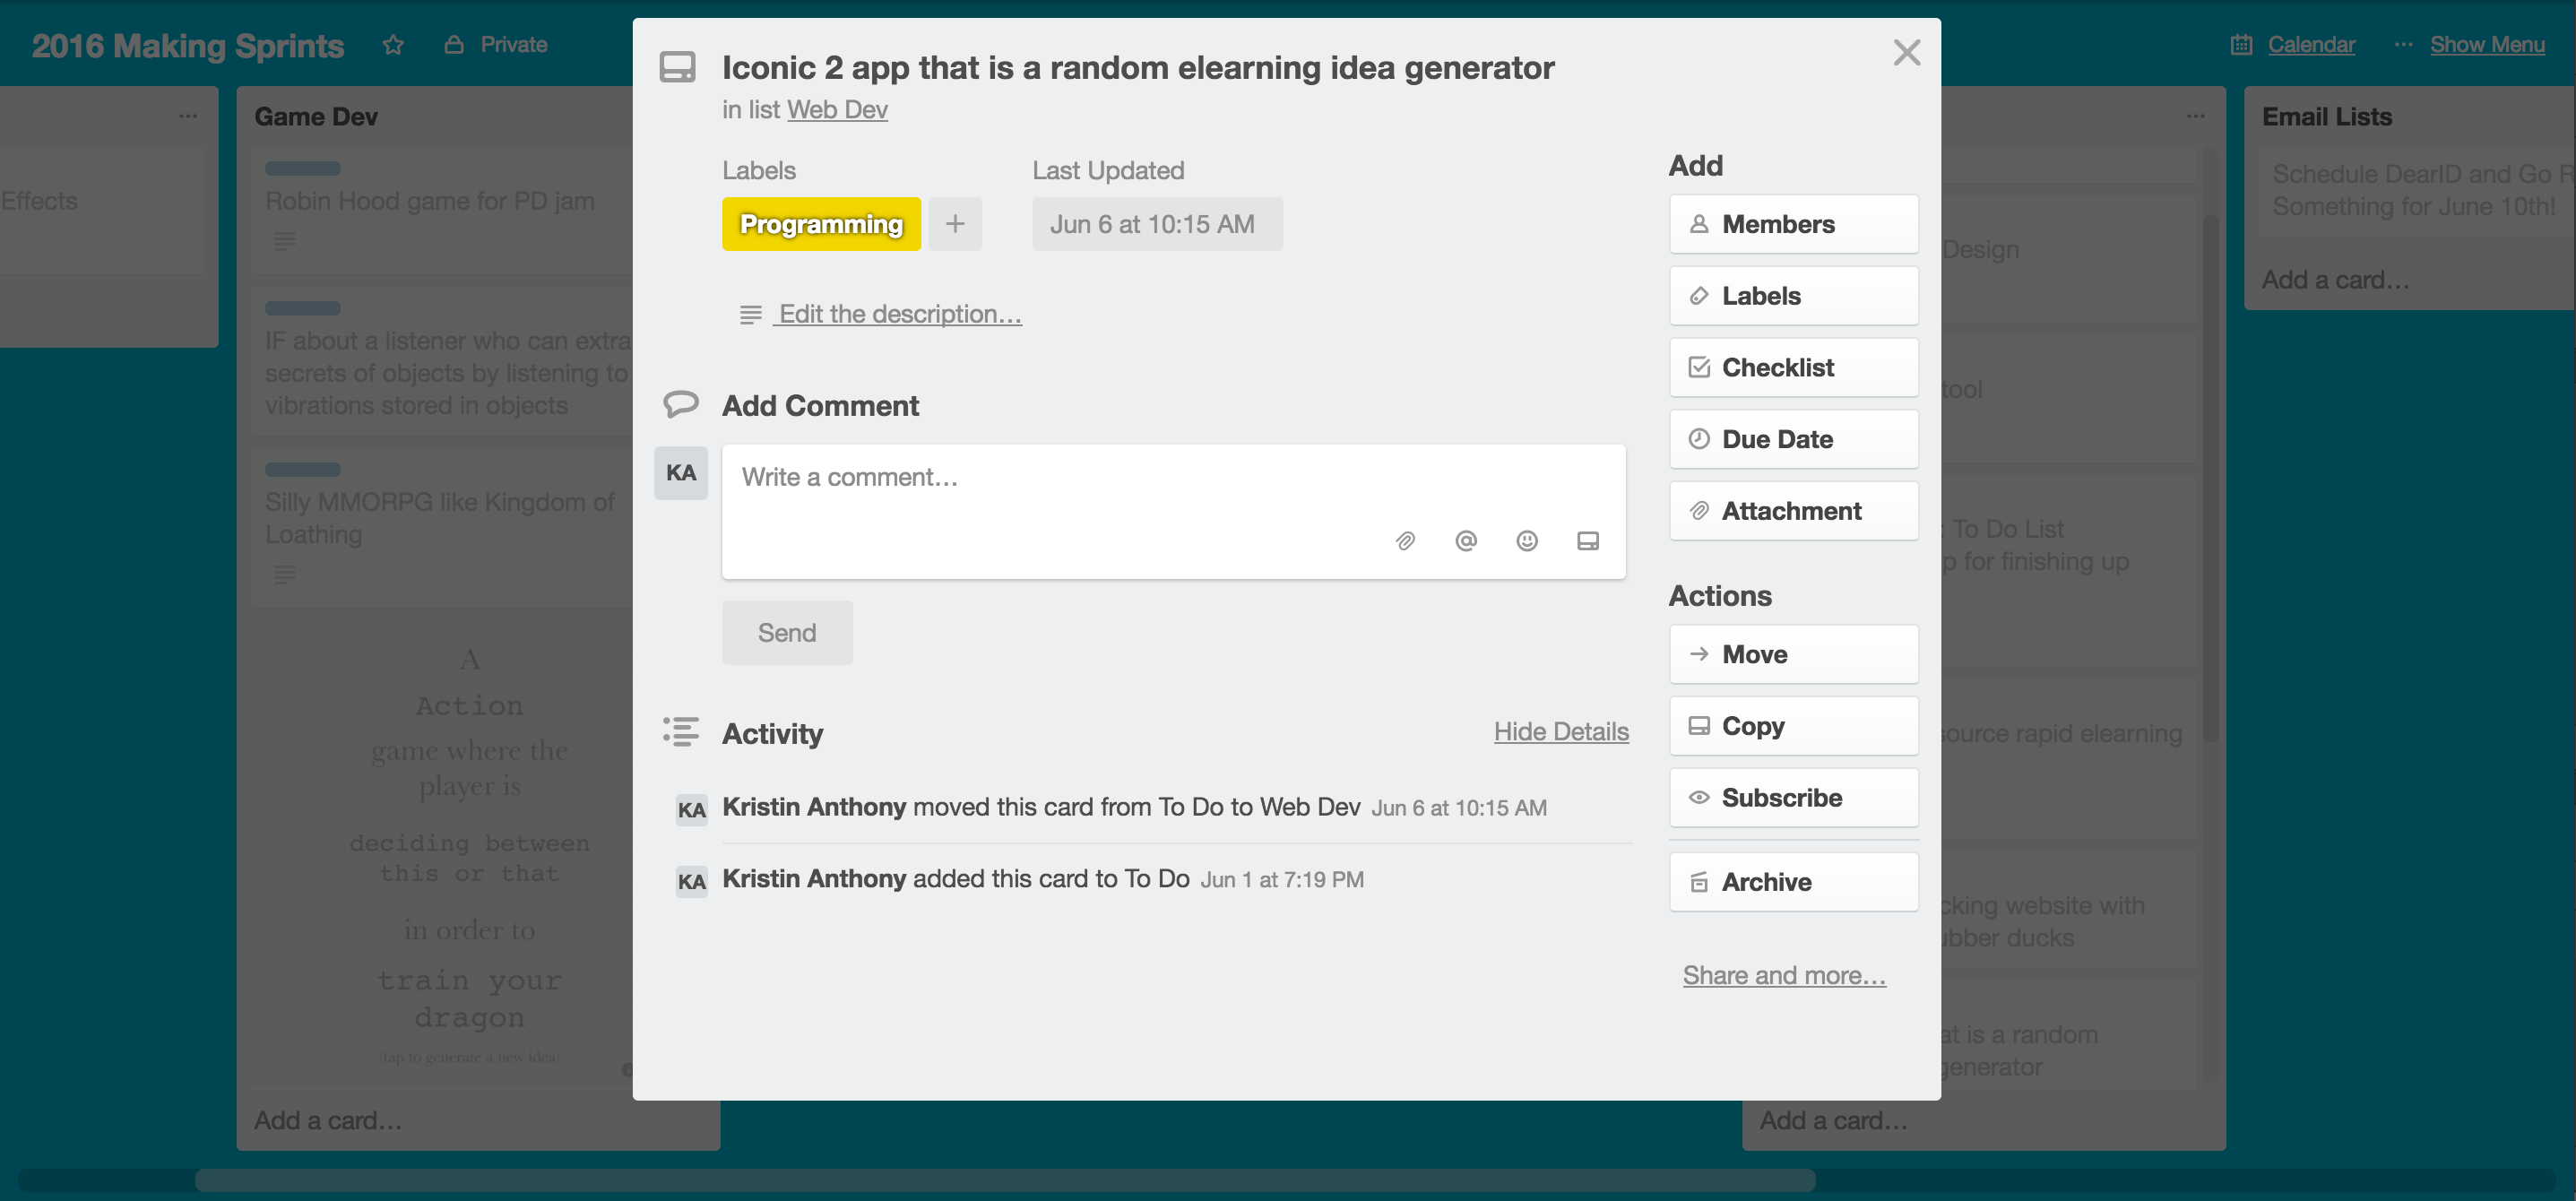 2016 Making Sprints
Private
Calendar
Show Menu
Effects
Game Dev
Robin Hood game for PD jam
IF about a listener who can extra
secrets of objects by listening to
vibrations stored in objects
Silly MMORPG like Kingdom of
Loathing
A
Action
game where the
player is
deciding between
this or that
in order to
train your
dragon
(tap to generate a new idea)
Add a card…
Iconic 2 app that is a random elearning idea generator
in list Web Dev
Labels
Last Updated
Programming
+
Jun 6 at 10:15 AM
Edit the description…
Add Comment
KA
Write a comment…
Send
Activity
Hide Details
KA
Kristin Anthony moved this card from To Do to Web Dev Jun 6 at 10:15 AM
KA
Kristin Anthony added this card to To Do Jun 1 at 7:19 PM
Add
Members
Labels
Checklist
Due Date
Attachment
Actions
Move
Copy
Subscribe
Archive
Share and more…
Design
tool
: To Do List
p for finishing up
source rapid elearning
cking website with
ubber ducks
at is a random
generator
Add a card…
Email Lists
Schedule DearID and Go R
Something for June 10th!
Add a card…